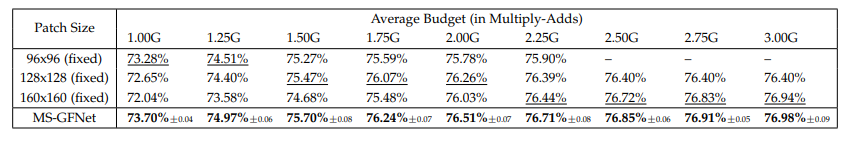 Patch Size Average Budget (in Multiply-Adds)
1.00G 1.25G 1.50G 1.75G 2.00G 2.25G 2.50G 2.75G 3.00G
96x96 (fixed) 73.28% 74.51% 75.27% 75.59% 75.78% 75.90% – – –
128x128 (fixed) 72.65% 74.40% 75.47% 76.07% 76.26% 76.39% 76.40% 76.40% 76.40%
160x160 (fixed) 72.04% 73.58% 74.68% 75.48% 76.03% 76.44% 76.72% 76.83% 76.94%
MS-GFNet 73.70%±0.04 74.97%±0.06 75.70%±0.08 76.24%±0.07 76.51%±0.07 76.71%±0.08 76.85%±0.06 76.91%±0.05 76.98%±0.09